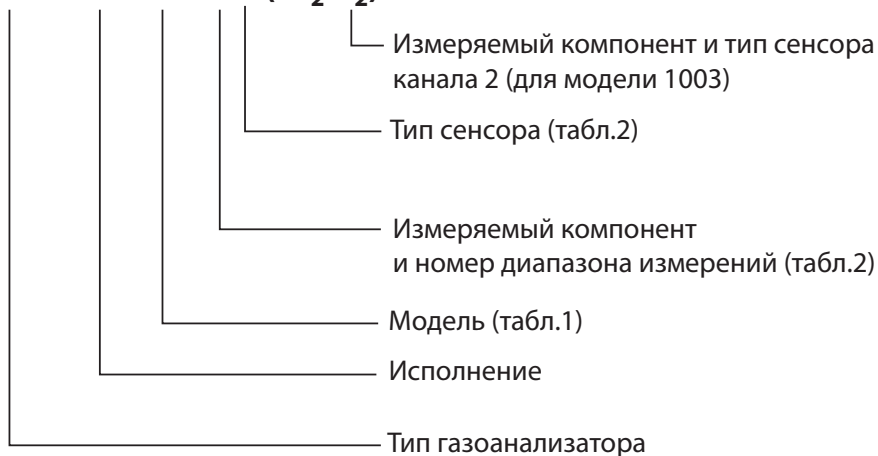 Измеряемый компонент и тип сенсора
канала 2 (для модели 1003)
Тип сенсора (табл.2)
Измеряемый компонент
и номер диапазона измерений (табл.2)
Модель (табл.1)
Исполнение
Тип газоанализатора